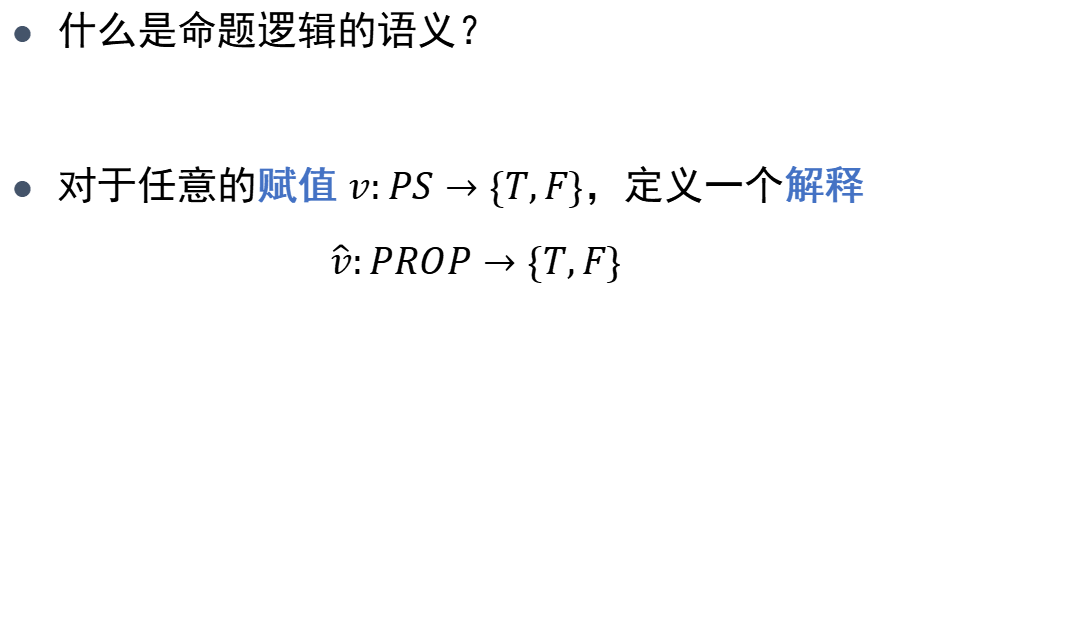 ● 什么是命题逻辑的语义？
● 对于任意的赋值 𝑣: 𝑃𝑆 → {𝑇, 𝐹}，定义一个解释
𝑣̂: 𝑃𝑅𝑂𝑃 → {𝑇, 𝐹}